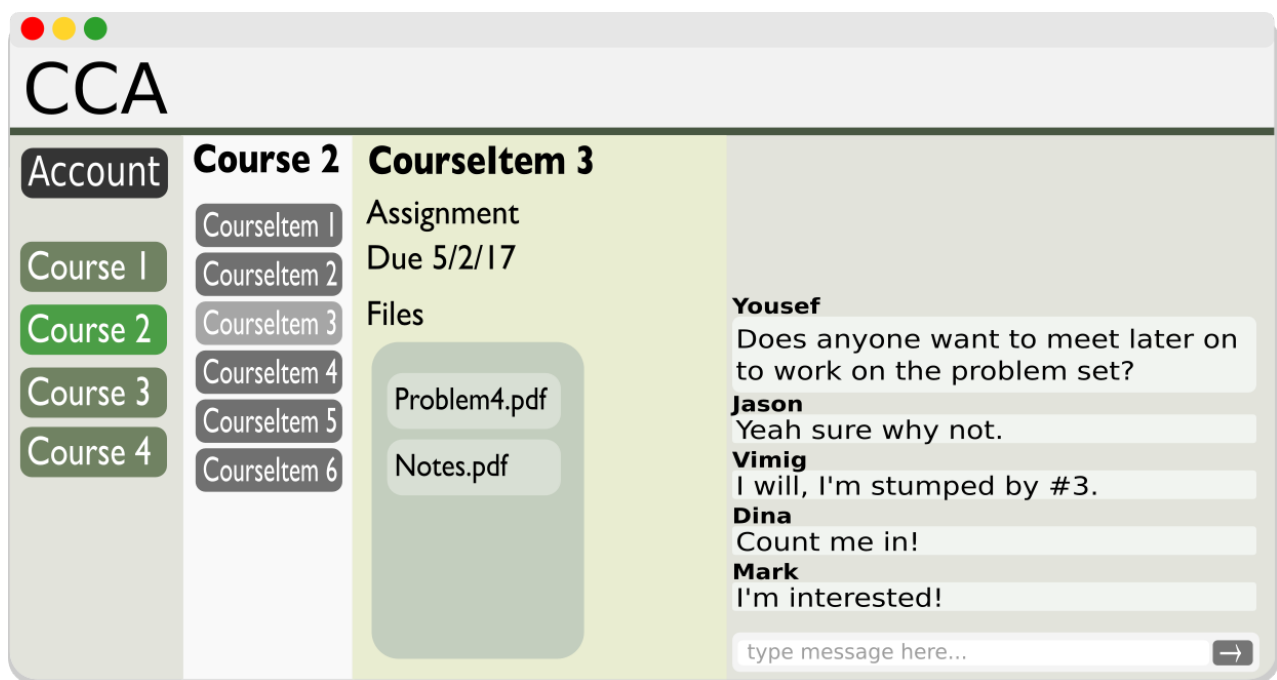 CCA
Account
Course 1
Course 2
Course 3
Course 4
Course 2
CourseItem 1
CourseItem 2
CourseItem 3
CourseItem 4
CourseItem 5
CourseItem 6
CourseItem 3
Assignment
Due 5/2/17
Files
Problem4.pdf
Notes.pdf
Yousef
Does anyone want to meet later on
to work on the problem set?
Jason
Yeah sure why not.
Vimig
I will, I'm stumped by #3.
Dina
Count me in!
Mark
I'm interested!
type message here...